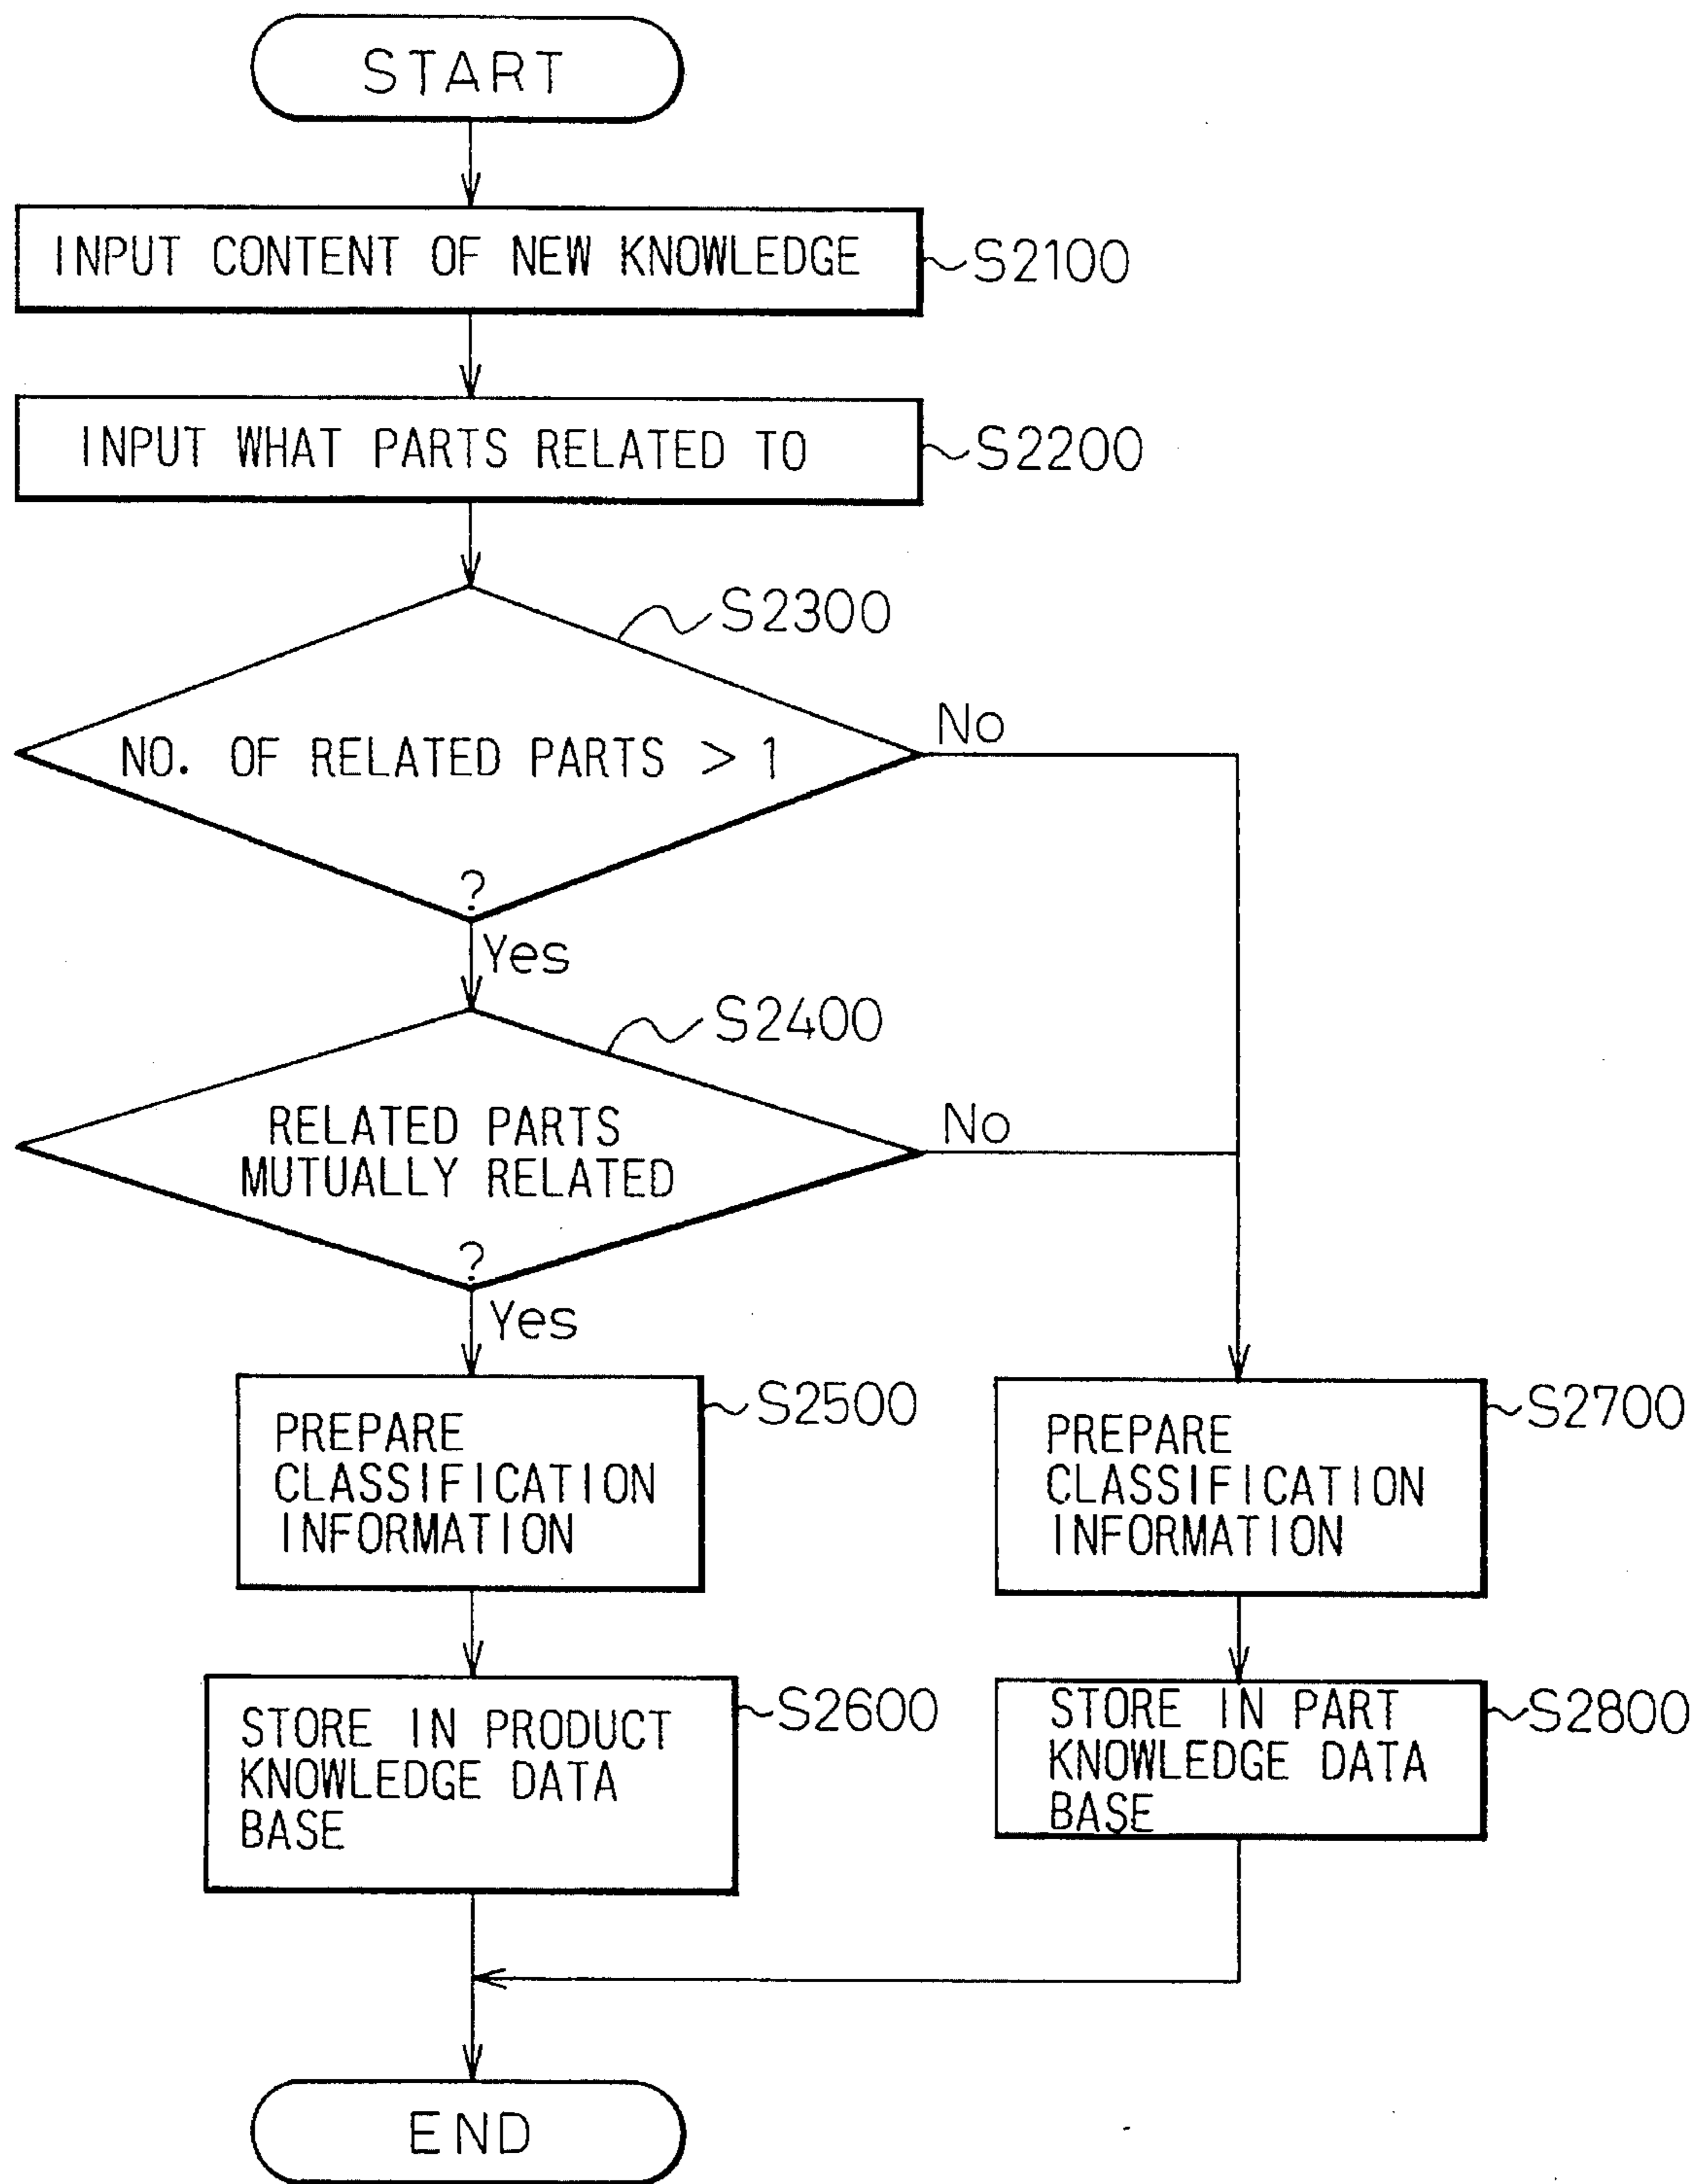 START
INPUT CONTENT OF NEW KNOWLEDGE
S2100
INPUT WHAT PARTS RELATED TO
S2200
S2300
NO. OF RELATED PARTS > 1
?
No
Yes
S2400
RELATED PARTS
MUTUALLY RELATED
?
No
Yes
S2500
PREPARE
CLASSIFICATION
INFORMATION
S2700
PREPARE
CLASSIFICATION
INFORMATION
S2600
STORE IN PRODUCT
KNOWLEDGE DATA
BASE
S2800
STORE IN PART
KNOWLEDGE DATA
BASE
END